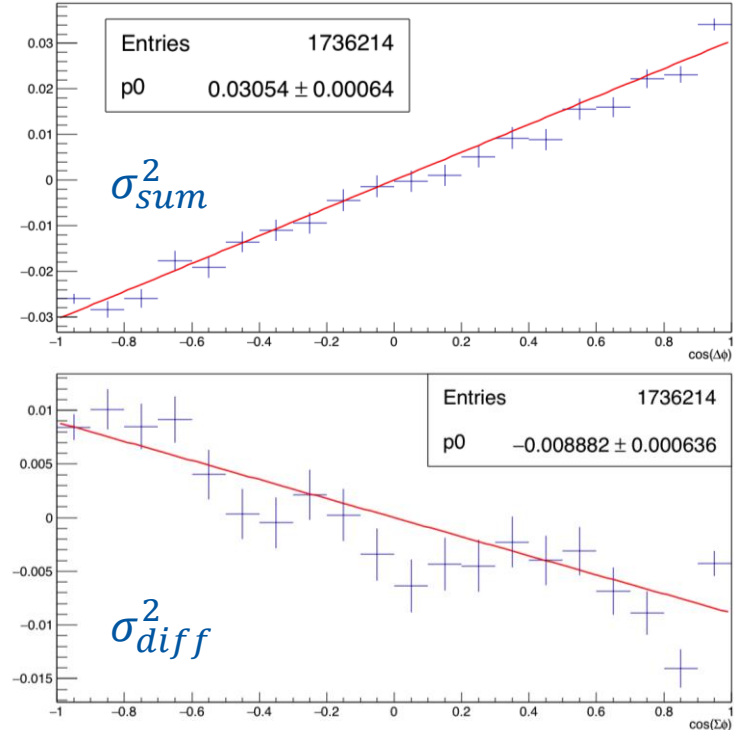 Entries 1736214
p0 0.03054 ± 0.00064
σ²sum
0.03
0.02
0.01
0
−0.01
−0.02
−0.03
−1 −0.8 −0.6 −0.4 −0.2 0 0.2 0.4 0.6 0.8 1
cos(Δϕ)
Entries 1736214
p0 −0.008882 ± 0.000636
0.01
0.005
0
−0.005
−0.01
−0.015
σ²diff
−1 −0.8 −0.6 −0.4 −0.2 0 0.2 0.4 0.6 0.8 1
cos(Σϕ)